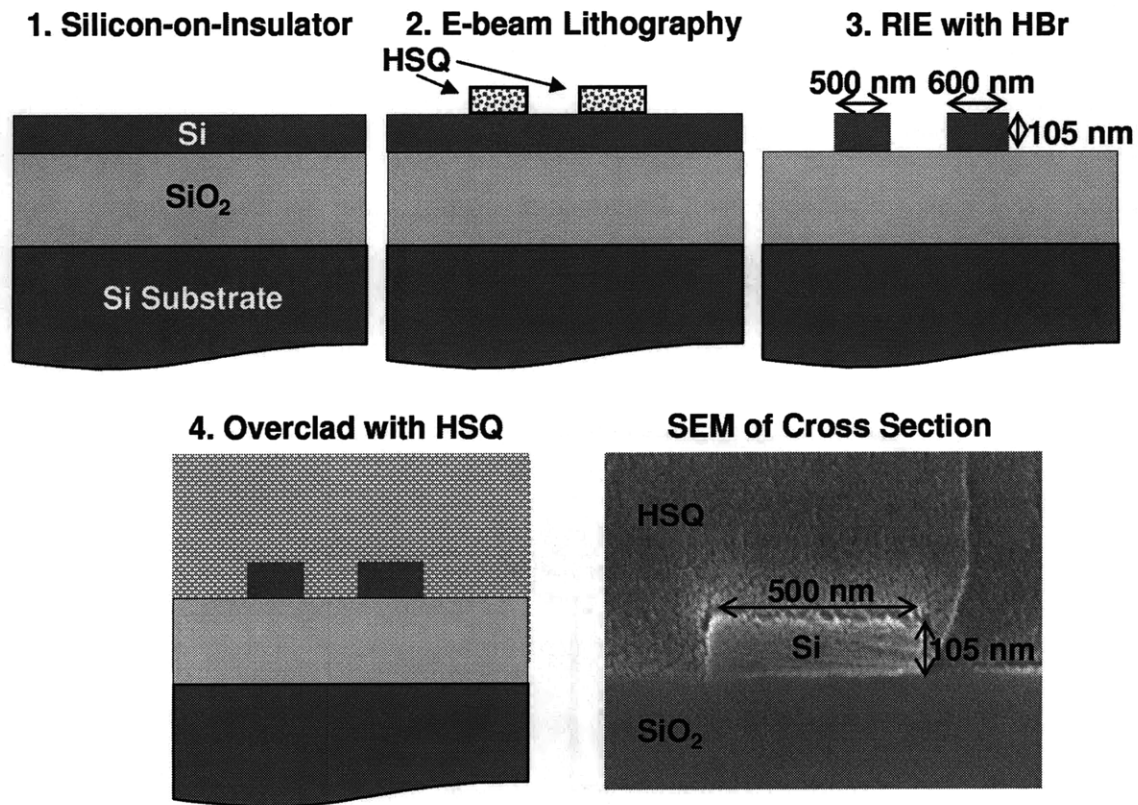 1. Silicon-on-Insulator
2. E-beam Lithography
3. RIE with HBr
HSQ
500 nm
600 nm
105 nm
Si
SiO2
Si Substrate
4. Overclad with HSQ
SEM of Cross Section
HSQ
500 nm
Si
105 nm
SiO2